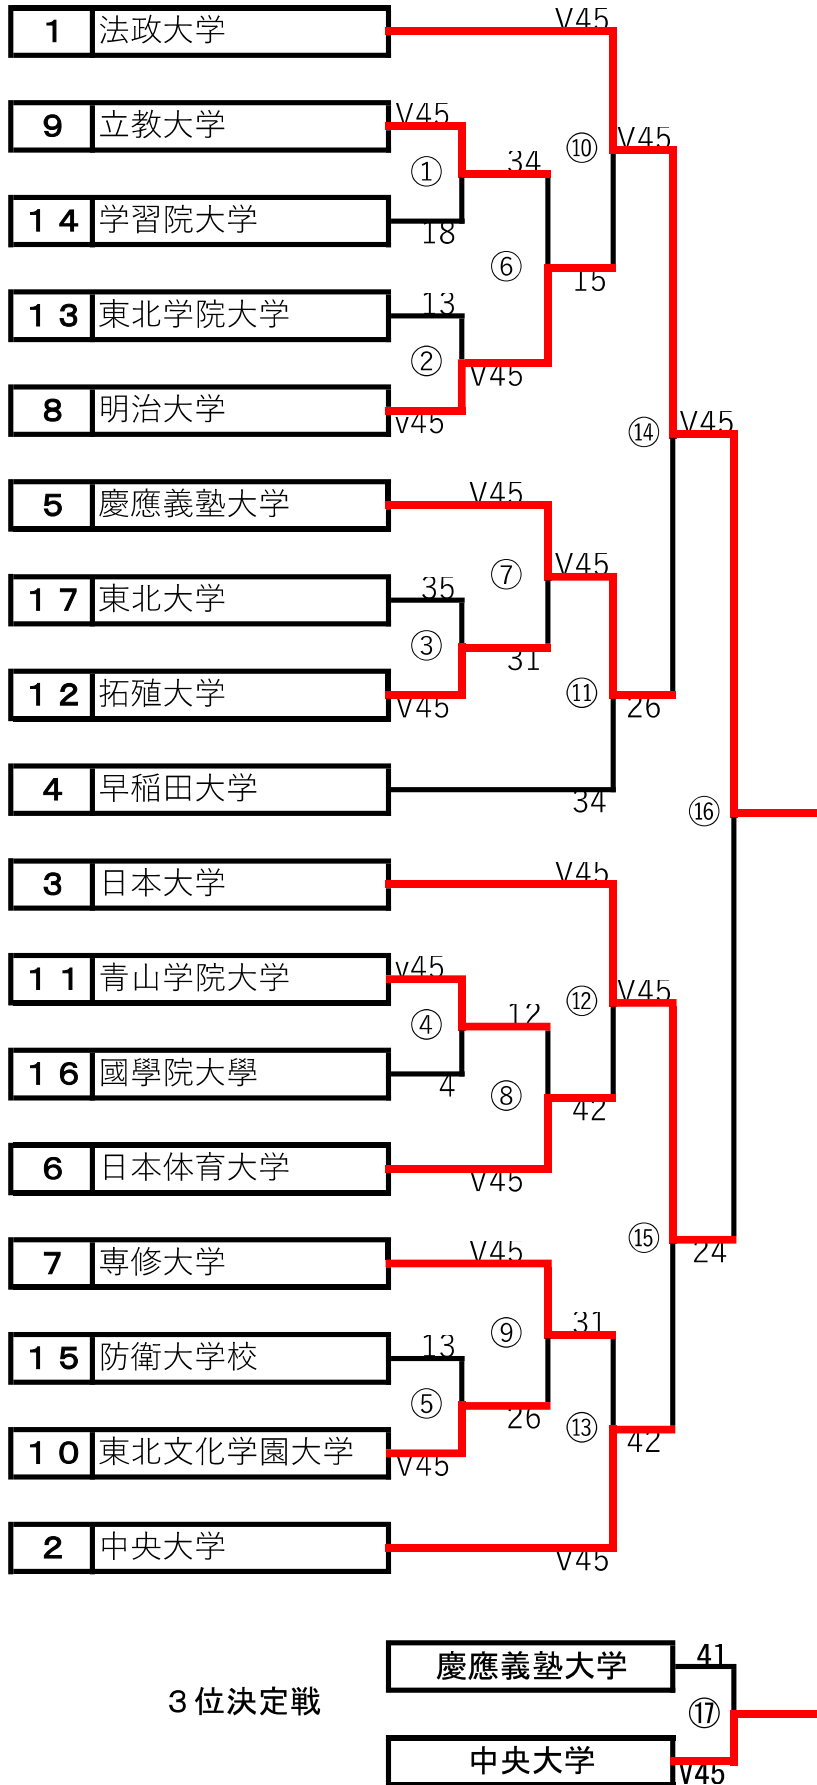 V45
1 法政大学
9 立教大学 V45
① 34 ⑩ V45
14 学習院大学 18
⑥ 15
13 東北学院大学 13
② V45
8 明治大学 v45
⑭ V45
5 慶應義塾大学 V45
⑦ V45
17 東北大学 35
③ 31
12 拓殖大学 V45 ⑪ 26
4 早稲田大学 34
⑯
3 日本大学 V45
11 青山学院大学 v45
④ 12 ⑫ V45
16 國學院大學 4
⑧ 42
6 日本体育大学 V45
⑮ 24
7 専修大学 V45
⑨ 31
15 防衛大学校 13
⑤ 26 ⑬ 42
10 東北文化学園大学 V45
2 中央大学 V45
慶應義塾大学 41
3位決定戦 ⑰
中央大学 V45